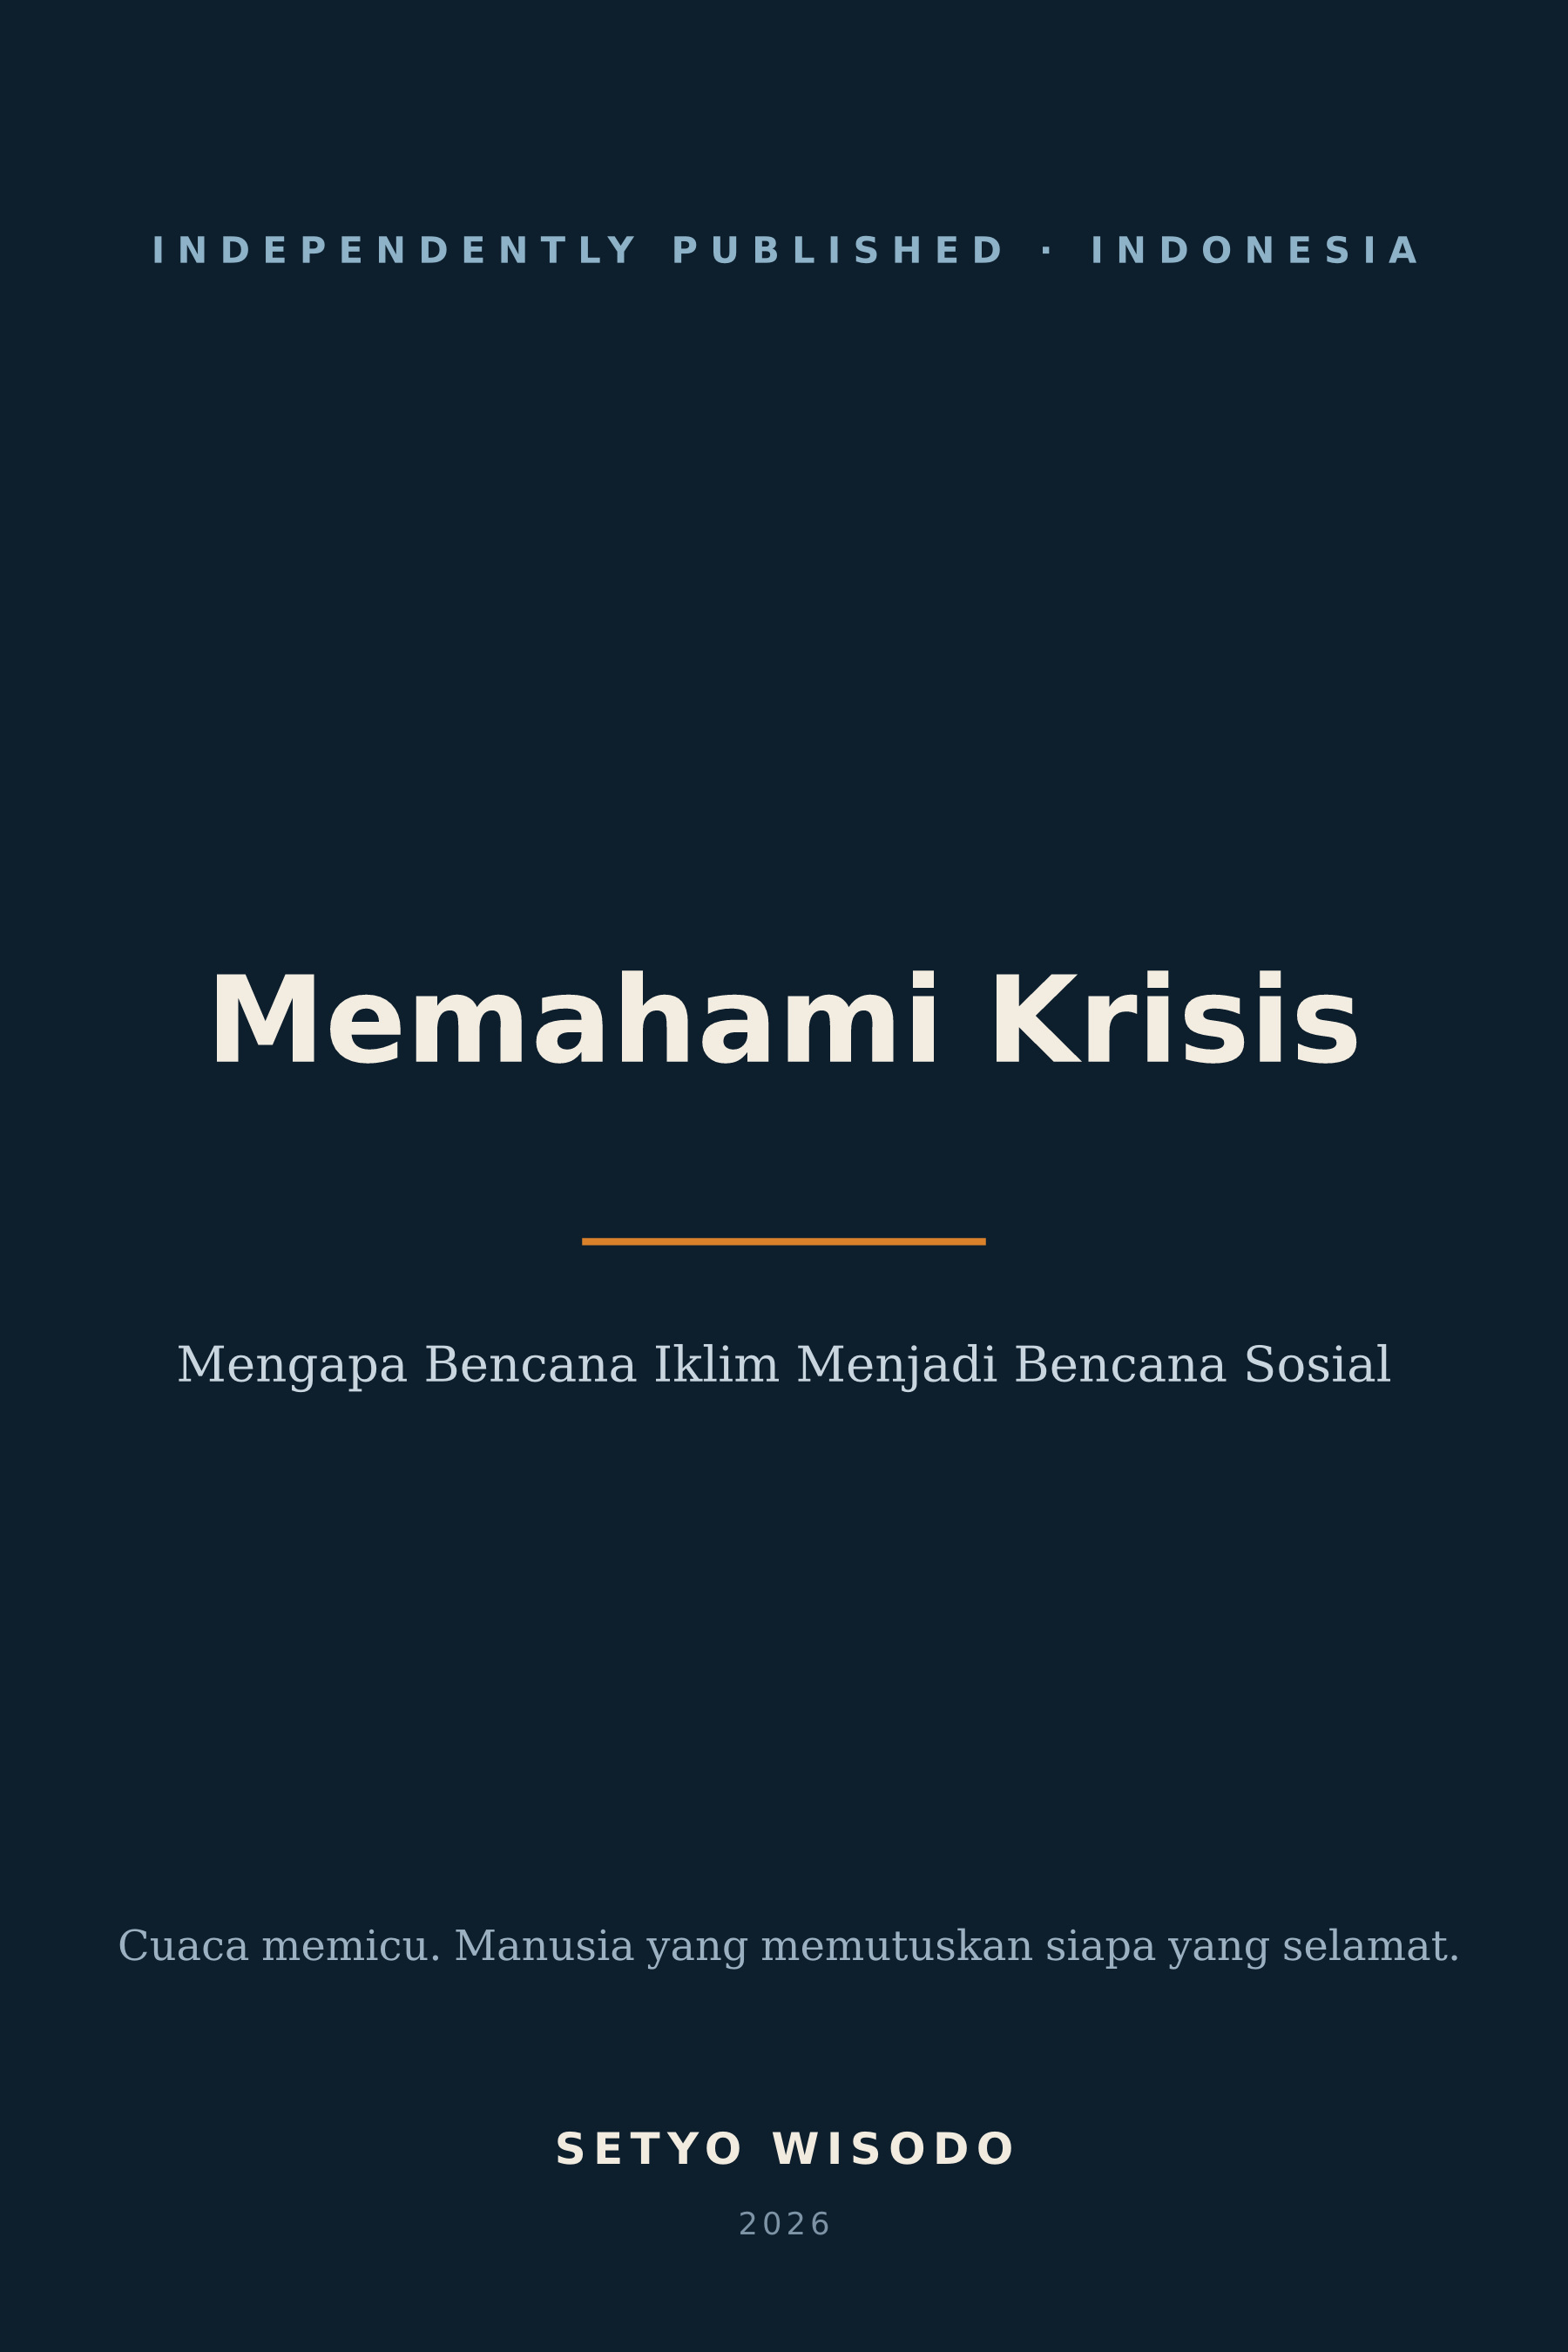 INDEPENDENTLY PUBLISHED · INDONESIA
Memahami Krisis
Mengapa Bencana Iklim Menjadi Bencana Sosial
Cuaca memicu. Manusia yang memutuskan siapa yang selamat.
SETYO WISODO
2026